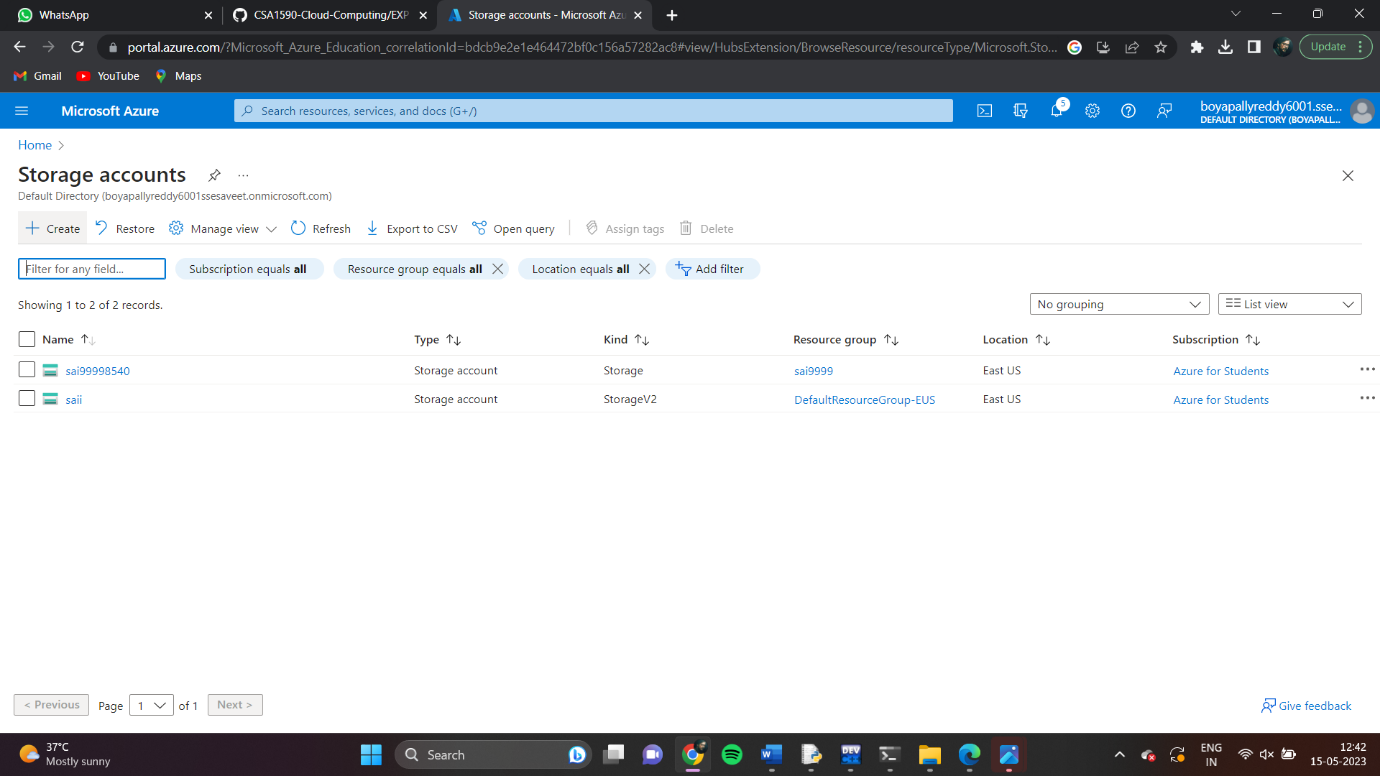 WhatsApp
CSA1590-Cloud-Computing/EXP
Storage accounts - Microsoft Azu
portal.azure.com/?Microsoft_Azure_Education_correlationId=bdcb9e2e1e464472bf0c156a57282ac8#view/HubsExtension/BrowseResource/resourceType/Microsoft.Sto...
Update
Gmail
YouTube
Maps
Microsoft Azure
Search resources, services, and docs (G+/)
5
boyapallyreddy6001.sse...
DEFAULT DIRECTORY (BOYAPALL...
Home
Storage accounts
Default Directory (boyapallyreddy6001ssesaveet.onmicrosoft.com)
Create
Restore
Manage view
Refresh
Export to CSV
Open query
Assign tags
Delete
Filter for any field...
Subscription equals all
Resource group equals all
Location equals all
Add filter
Showing 1 to 2 of 2 records.
No grouping
List view
Name
Type
Kind
Resource group
Location
Subscription
sai99998540
Storage account
Storage
sai9999
East US
Azure for Students
saii
Storage account
StorageV2
DefaultResourceGroup-EUS
East US
Azure for Students
< Previous
Page 1 of 1
Next >
Give feedback
37°C
Mostly sunny
Search
DEV
ENG
IN
12:42
15-05-2023